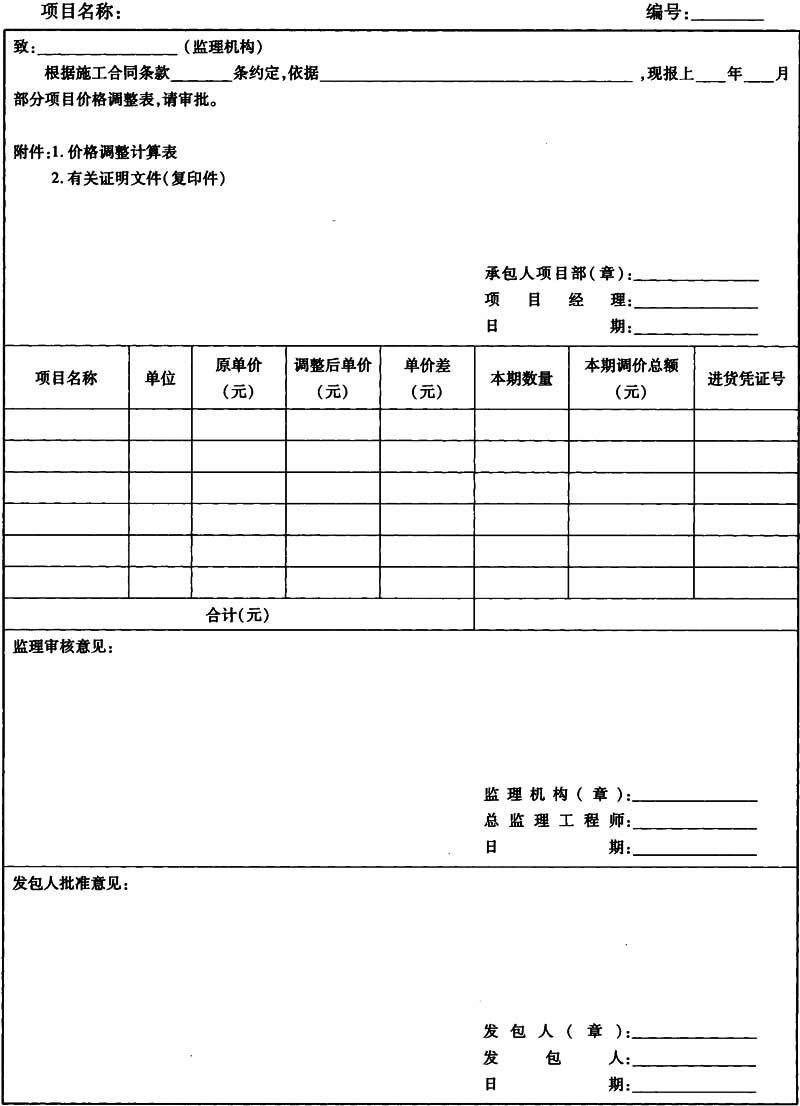 项目名称: 编号:________
致:________________(监理机构)
根据施工合同条款_______条约定,依据____________________________________,现报上____年____月
部分项目价格调整表,请审批。
附件:1.价格调整计算表
2.有关证明文件(复印件)
承包人项目部(章):______________
项目经理:______________
日期:______________
项目名称 单位 原单价(元) 调整后单价(元) 单价差(元) 本期数量 本期调价总额(元) 进货凭证号
合计(元)
监理审核意见:
监理机构(章):______________
总监理工程师:______________
日期:______________
发包人批准意见:
发包人(章):______________
发包人:______________
日期:______________